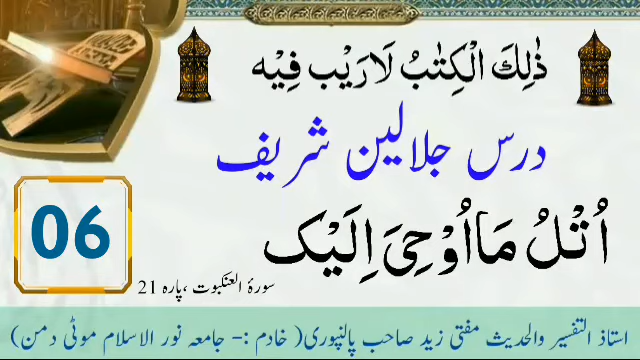 ذٰلِكَ الْكِتٰبُ لَا رَيْبَ فِيْه
درس جلالین شریف
اُتْلُ مَا اُوْحِیَ اِلَیْک
06
سورۂ العنکبوت ،پارہ 21
استاذ التفسیر والحدیث مفتی زید صاحب پالنپوری( خادم :- جامعہ نور الاسلام موٹی دمن)